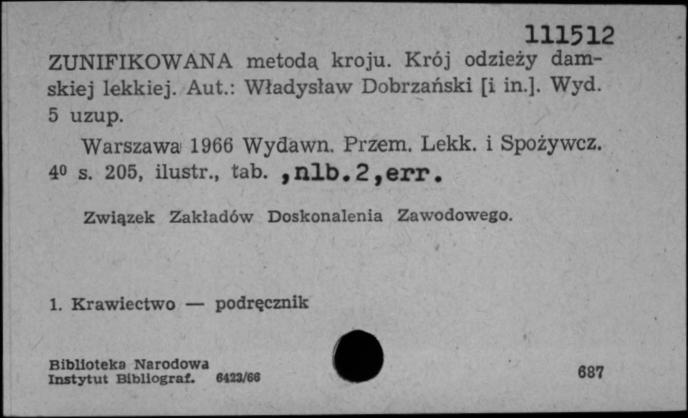 111512
ZUNIFIKOWANA metodą kroju. Krój odzieży dam-
skiej lekkiej. Aut.: Władysław Dobrzański [i in.]. Wyd.
5 uzup.
Warszawa 1966 Wydawn. Przem. Lekk. i Spożywcz.
4⁰ s. 205, ilustr., tab. ,nlb.2,err.
Związek Zakładów Doskonalenia Zawodowego.
1. Krawiectwo — podręcznik
Biblioteka Narodowa
Instytut Bibliograf. 6423/66
687